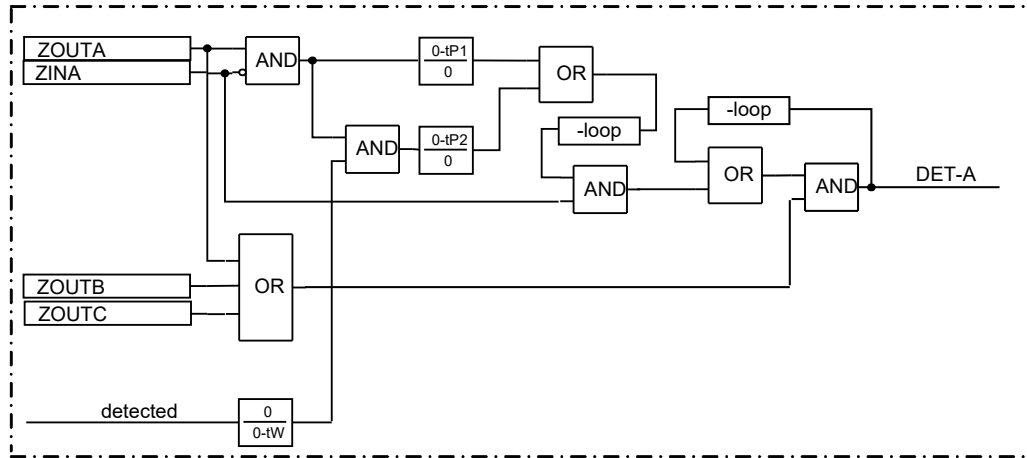 ZOUTA
ZINA
AND
0-tP1
0
OR
-loop
-loop
AND
0-tP2
0
AND
OR
AND
DET-A
ZOUTB
ZOUTC
OR
detected
0
0-tW